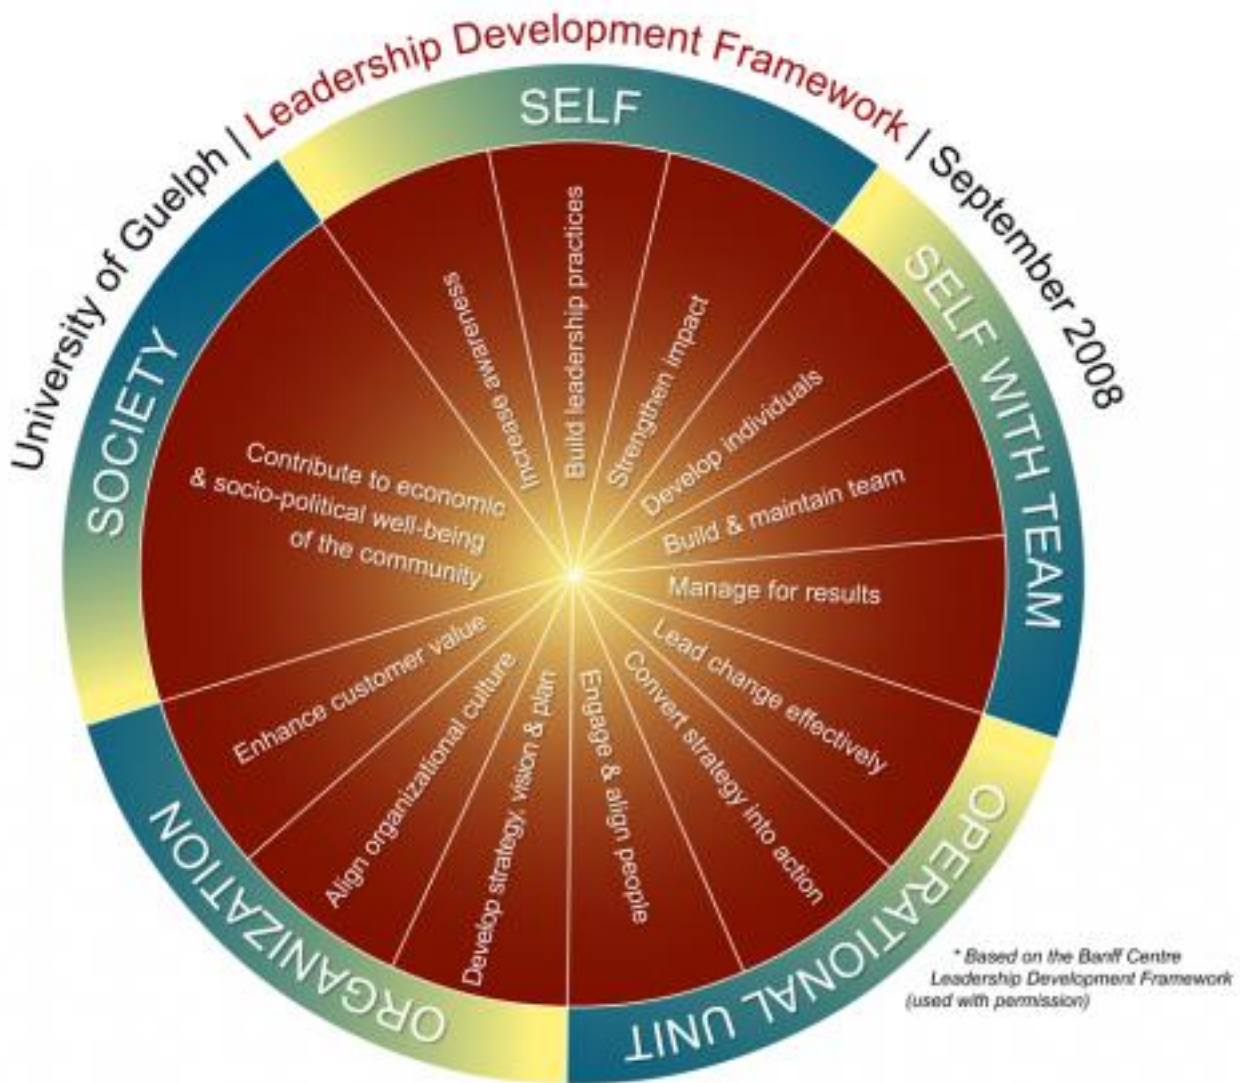 University of Guelph | Leadership Development Framework | September 2008
SELF
Increase awareness
Build leadership practices
Strengthen impact
SELF WITH TEAM
Develop individuals
Build & maintain team
Manage for results
OPERATIONAL UNIT
Lead change effectively
Convert strategy into action
Engage & align people
ORGANIZATION
Develop strategy, vision & plan
Align organizational culture
Enhance customer value
SOCIETY
Contribute to economic
& socio-political well-being
of the community
* Based on the Banff Centre
Leadership Development Framework
(used with permission)